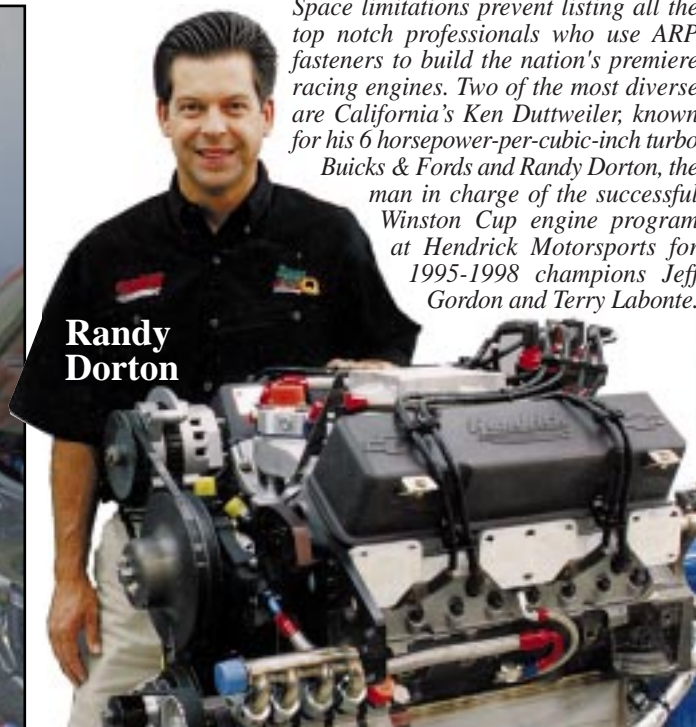 Space limitations prevent listing all the
top notch professionals who use ARP
fasteners to build the nation's premiere
racing engines. Two of the most diverse
are California’s Ken Duttweiler, known
for his 6 horsepower-per-cubic-inch turbo
Buicks & Fords and Randy Dorton, the
man in charge of the successful
Winston Cup engine program
at Hendrick Motorsports for
1995-1998 champions Jeff
Gordon and Terry Labonte.
Randy
Dorton
Hendrick